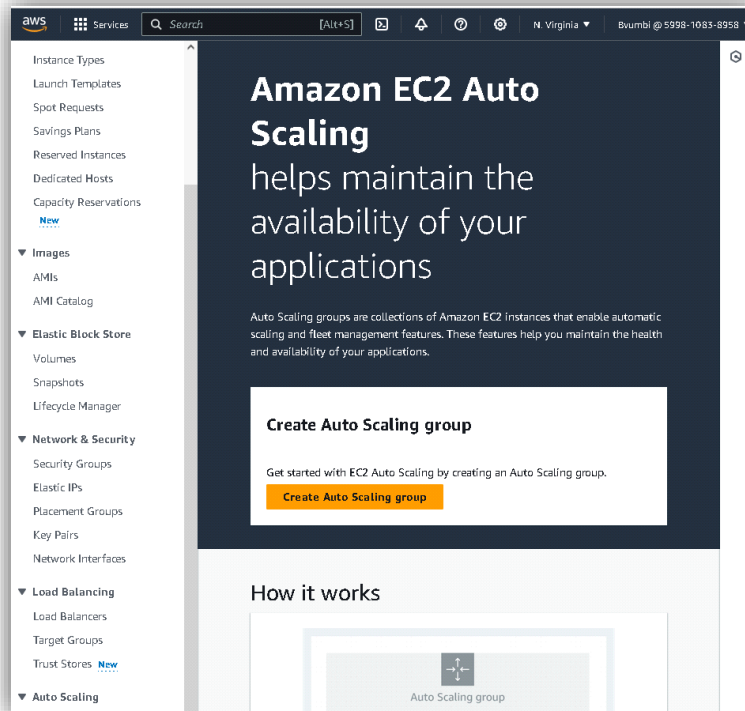 aws
Services
Search [Alt+S]
N. Virginia ▼
Bvumbi @ 5998-1083-8958
Instance Types
Launch Templates
Spot Requests
Savings Plans
Reserved Instances
Dedicated Hosts
Capacity Reservations
New
▼ Images
AMIs
AMI Catalog
▼ Elastic Block Store
Volumes
Snapshots
Lifecycle Manager
▼ Network & Security
Security Groups
Elastic IPs
Placement Groups
Key Pairs
Network Interfaces
▼ Load Balancing
Load Balancers
Target Groups
Trust Stores New
▼ Auto Scaling
Amazon EC2 Auto
Scaling
helps maintain the
availability of your
applications
Auto Scaling groups are collections of Amazon EC2 instances that enable automatic
scaling and fleet management features. These features help you maintain the health
and availability of your applications.
Create Auto Scaling group
Get started with EC2 Auto Scaling by creating an Auto Scaling group.
Create Auto Scaling group
How it works
Auto Scaling group